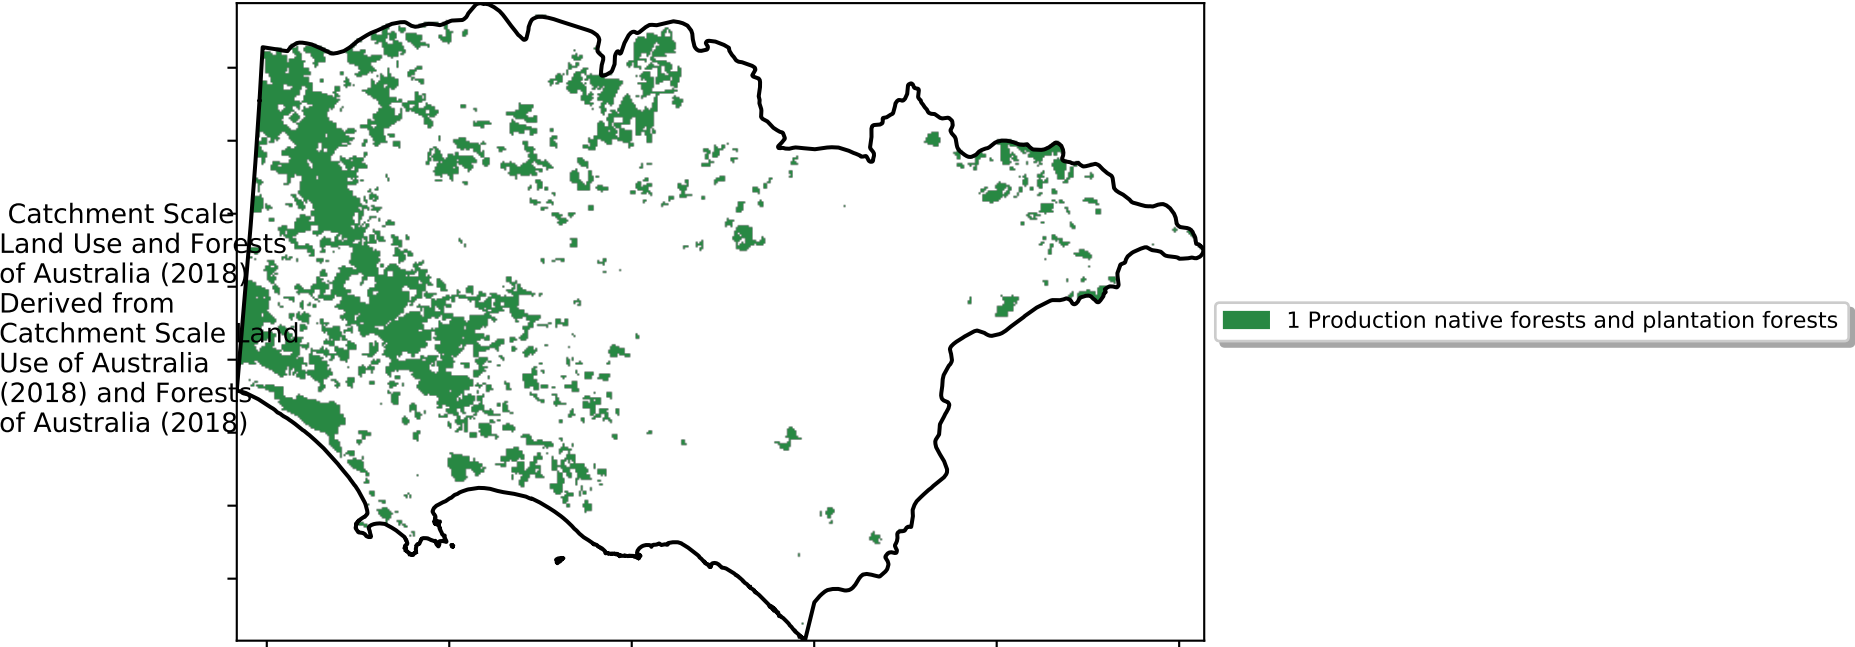 Catchment Scale
Land Use and Forests
of Australia (2018)
Derived from
Catchment Scale Land
Use of Australia
(2018) and Forests
of Australia (2018)
1 Production native forests and plantation forests